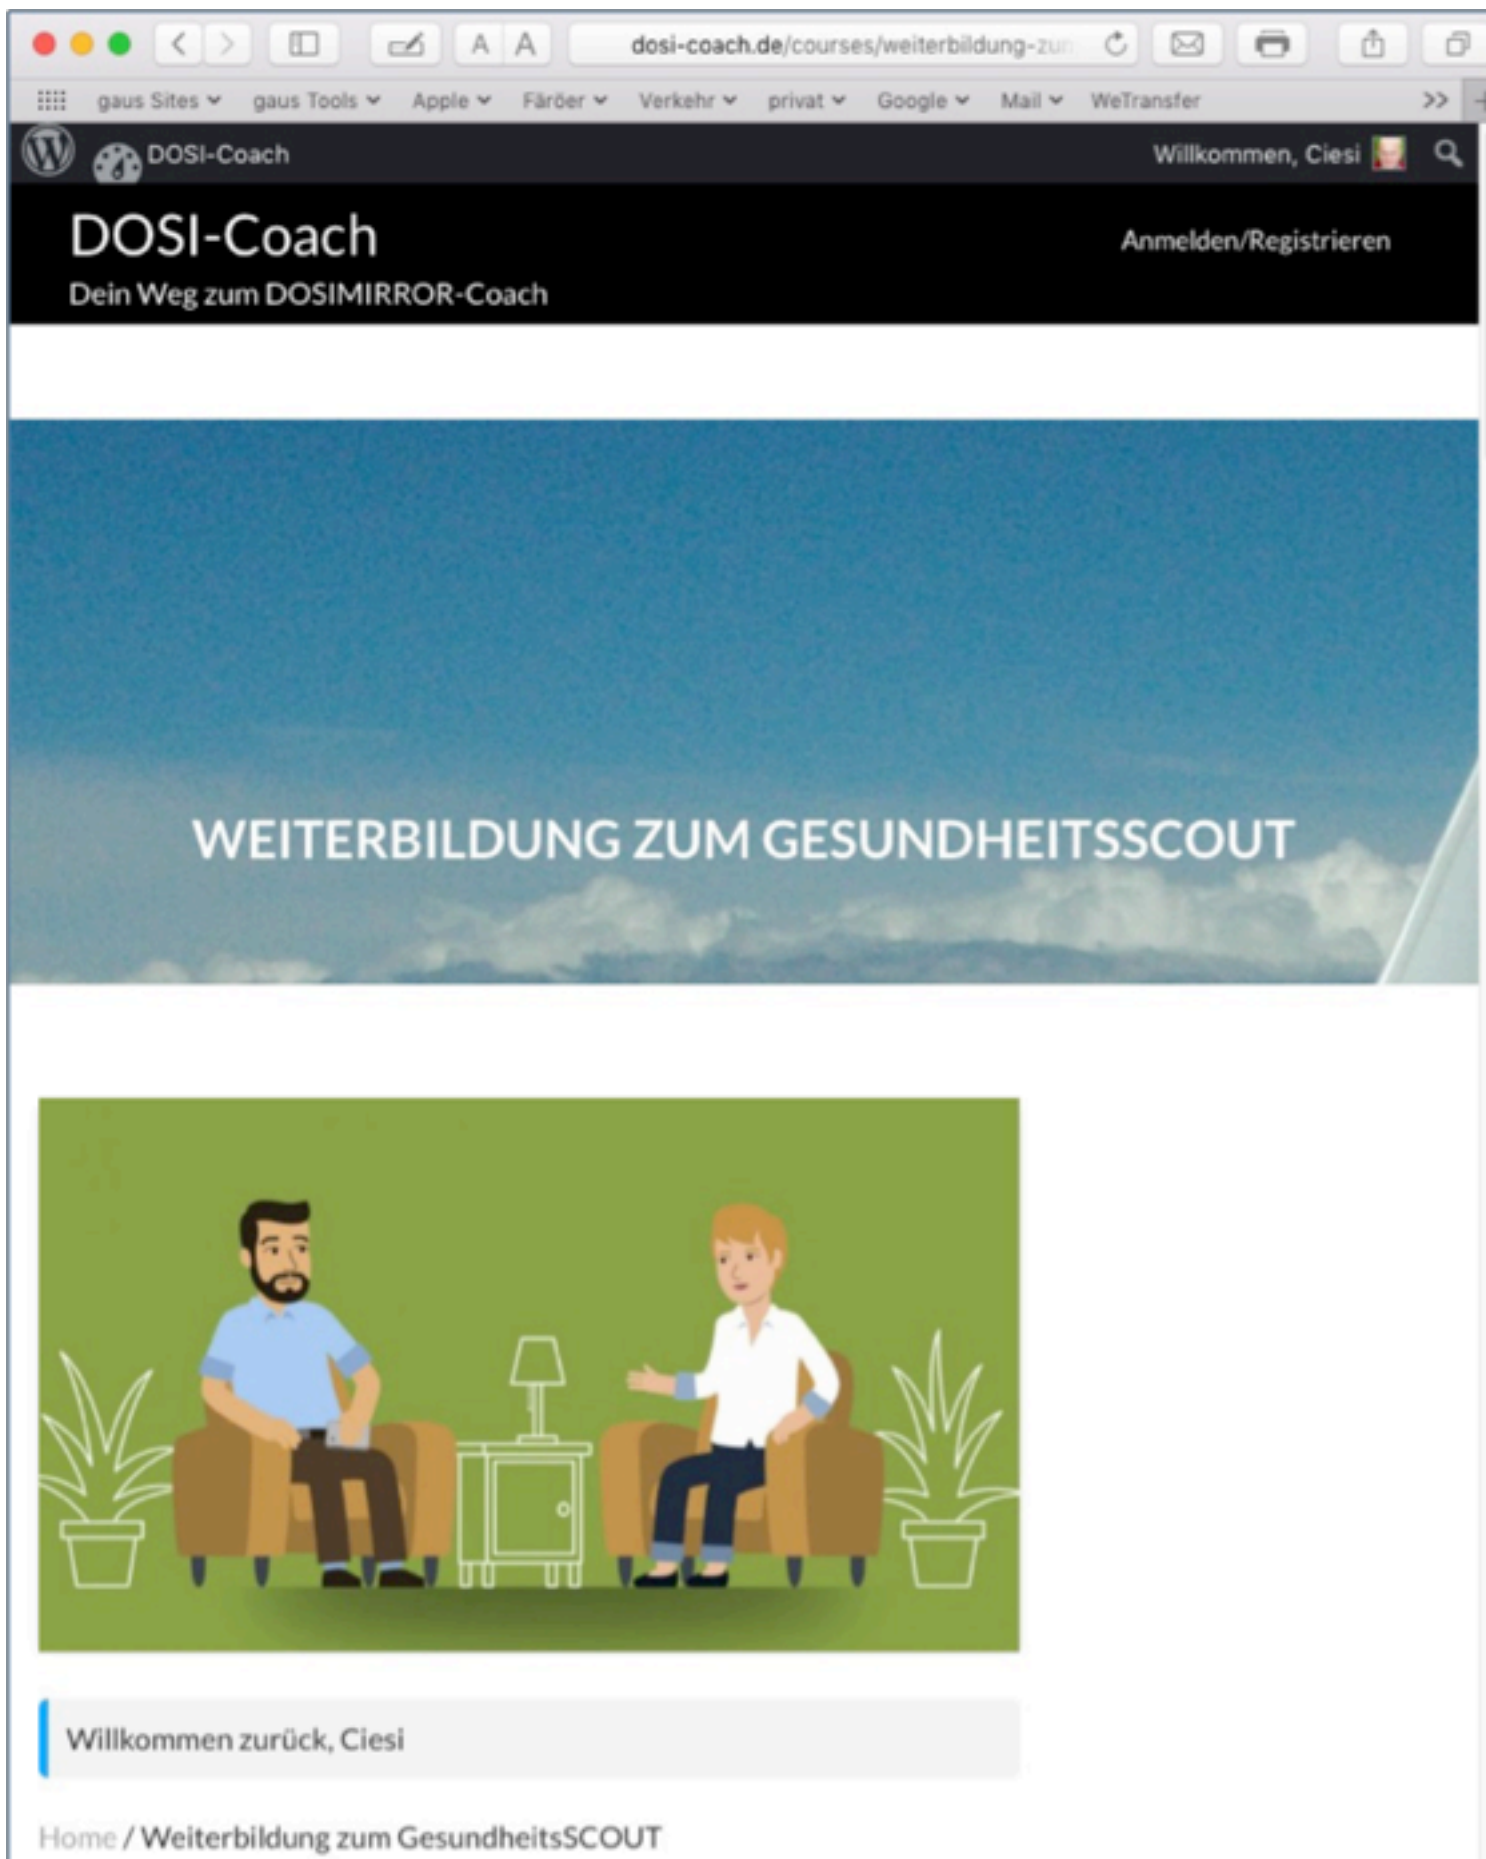 A A dosi-coach.de/courses/weiterbildung-zun
gaus Sites gaus Tools Apple Färöer Verkehr privat Google Mail WeTransfer >>
DOSI-Coach Willkommen, Ciesi
DOSI-Coach
Anmelden/Registrieren
Dein Weg zum DOSIMIRROR-Coach
WEITERBILDUNG ZUM GESUNDHEITSSCOUT
Willkommen zurück, Ciesi
Home / Weiterbildung zum GesundheitsSCOUT